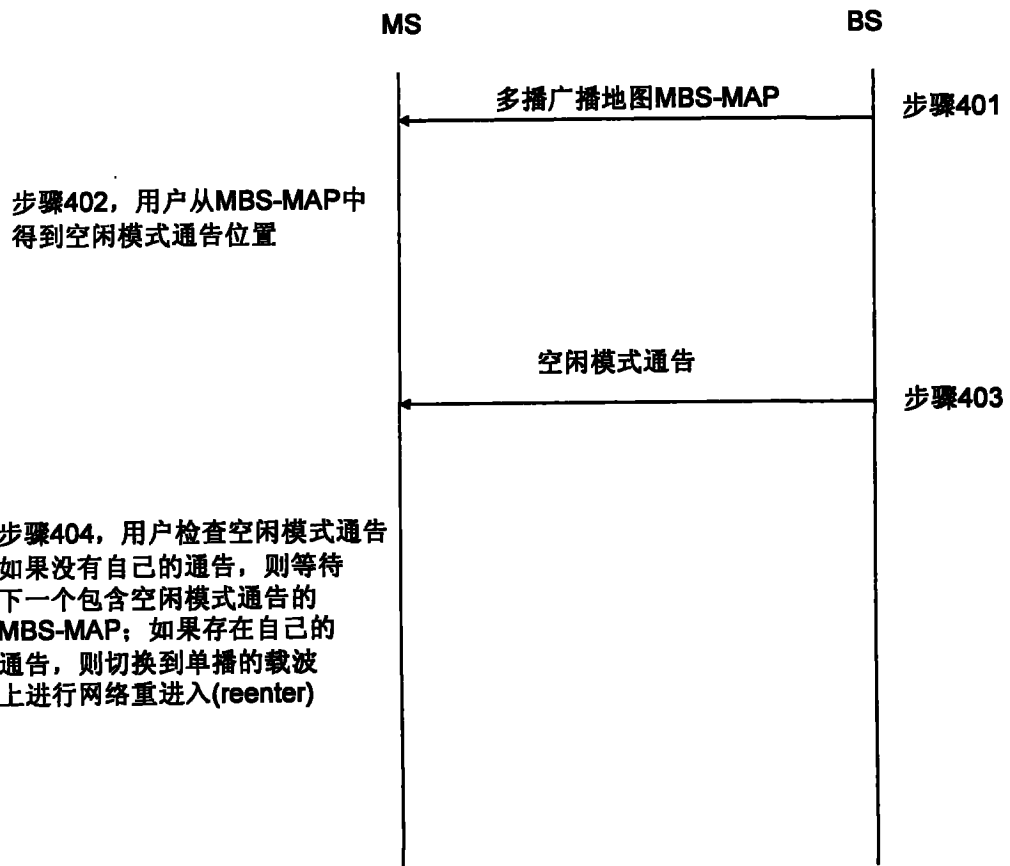 MS
BS
多播广播地图MBS-MAP
步骤401
步骤402，用户从MBS-MAP中
得到空闲模式通告位置
空闲模式通告
步骤403
步骤404，用户检查空闲模式通告
如果没有自己的通告，则等待
下一个包含空闲模式通告的
MBS-MAP；如果存在自己的
通告，则切换到单播的载波
上进行网络重进入(reenter)